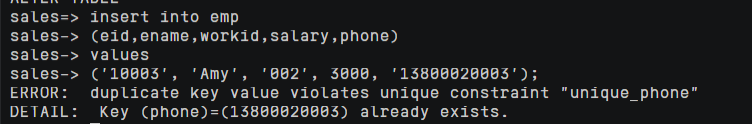 ALTER TABLE
sales=> insert into emp
sales-> (eid,ename,workid,salary,phone)
sales-> values
sales-> ('10003', 'Amy', '002', 3000, '13800020003');
ERROR:  duplicate key value violates unique constraint "unique_phone"
DETAIL:  Key (phone)=(13800020003) already exists.